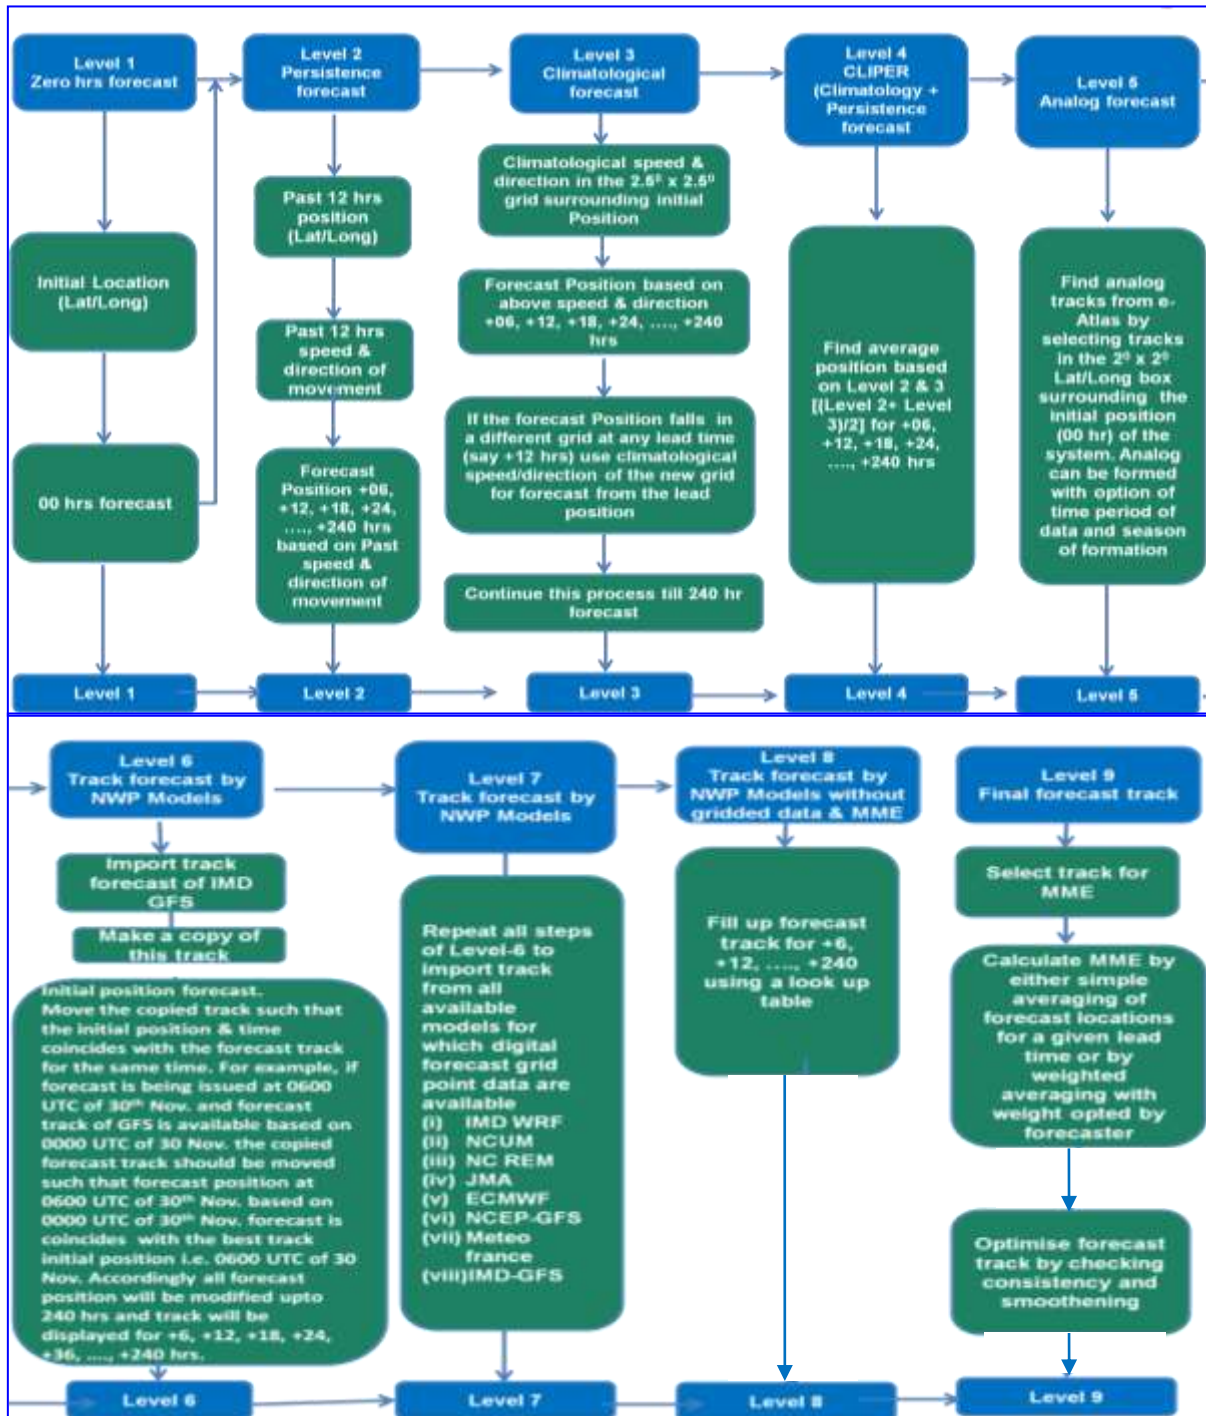 Level 1
Zero hrs forecast
Initial Location
(Lat/Long)
00 hrs forecast
Level 1
Level 2
Persistence
forecast
Past 12 hrs
position
(Lat/Long)
Past 12 hrs
speed &
direction of
movement
Forecast
Position +06,
+12, +18, +24,
...., +240 hrs
based on Past
speed &
direction of
movement
Level 2
Level 3
Climatological
forecast
Climatological speed &
direction in the 2.5⁰ x 2.5⁰
grid surrounding initial
Position
Forecast Position based on
above speed & direction
+06, +12, +18, +24, ...., +240
hrs
If the forecast Position falls in
a different grid at any lead time
(say +12 hrs) use climatological
speed/direction of the new grid
for forecast from the lead
position
Continue this process till 240 hr
forecast
Level 3
Level 4
CLIPER
(Climatology +
Persistence
forecast
Find average
position based
on Level 2 & 3
[(Level 2+ Level
3)/2] for +06,
+12, +18, +24,
...., +240 hrs
Level 4
Level 5
Analog forecast
Find analog
tracks from e-
Atlas by
selecting tracks
in the 2⁰ x 2⁰
Lat/Long box
surrounding the
initial position
(00 hr) of the
system. Analog
can be formed
with option of
time period of
data and season
of formation
Level 5
Level 6
Track forecast by
NWP Models
Import track
forecast of IMD
GFS
Make a copy of
this track
Initial position forecast.
Move the copied track such that
the initial position & time
coincides with the forecast track
for the same time. For example, if
forecast is being issued at 0600
UTC of 30th Nov. and forecast
track of GFS is available based on
0000 UTC of 30 Nov. the copied
forecast track should be moved
such that forecast position at
0600 UTC of 30th Nov. based on
0000 UTC of 30th Nov. forecast is
coincides with the best track
initial position i.e. 0600 UTC of 30
Nov. Accordingly all forecast
position will be modified upto
240 hrs and track will be
displayed for +6, +12, +18, +24,
+36, ...., +240 hrs.
Level 6
Level 7
Track forecast by
NWP Models
Repeat all steps
of Level-6 to
import track
from all
available
models for
which digital
forecast grid
point data are
available
(i) IMD WRF
(ii) NCUM
(iii) NC REM
(iv) JMA
(v) ECMWF
(vi) NCEP-GFS
(vii) Meteo
france
(viii)IMD-GFS
Level 7
Level 8
Track forecast by
NWP Models without
gridded data & MME
Fill up forecast
track for +6,
+12, ...., +240
using a look up
table
Level 8
Level 9
Final forecast track
Select track for
MME
Calculate MME by
either simple
averaging of
forecast locations
for a given lead
time or by
weighted
averaging with
weight opted by
forecaster
Optimise forecast
track by checking
consistency and
smoothening
Level 9